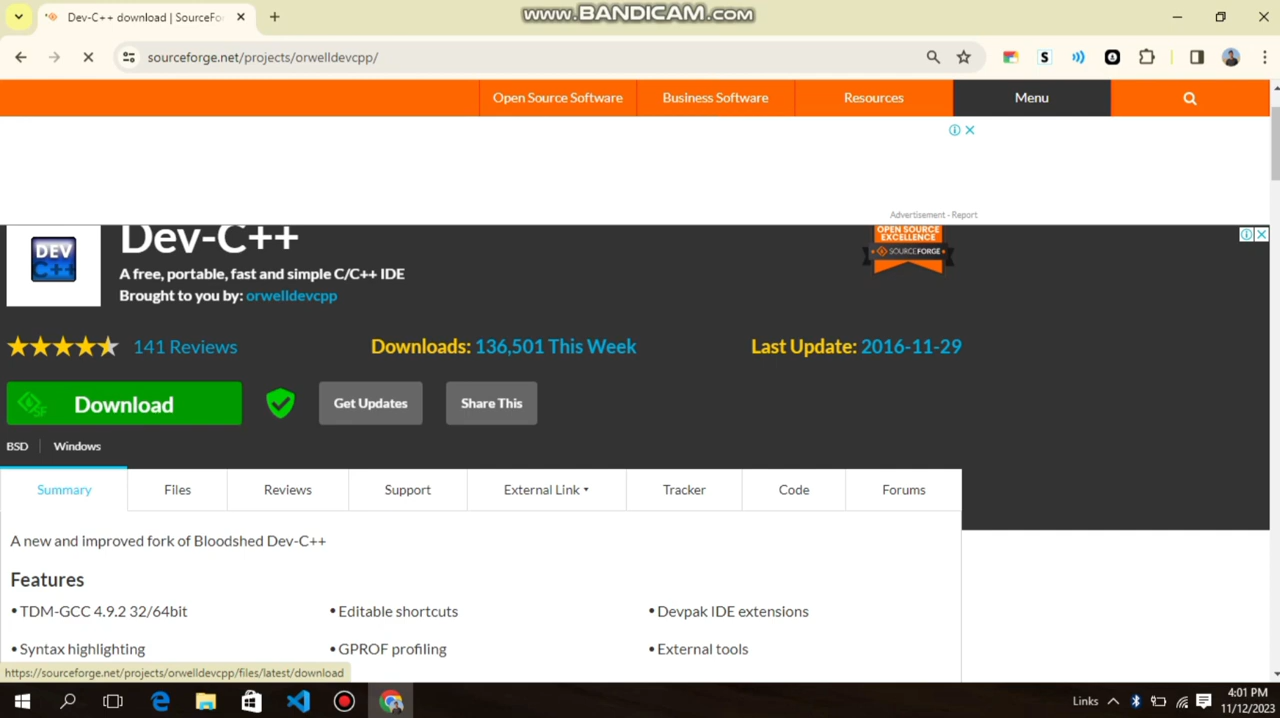 www.BANDICAM.com
Dev-C++ download | SourceFo
sourceforge.net/projects/orwelldevcpp/
S
Open Source Software
Business Software
Resources
Menu
Advertisement - Report
DEV
C++
Dev-C++
A free, portable, fast and simple C/C++ IDE
Brought to you by: orwelldevcpp
OPEN SOURCE
EXCELLENCE
SOURCEFORGE
141 Reviews
Downloads: 136,501 This Week
Last Update: 2016-11-29
SF
Download
Get Updates
Share This
BSD
Windows
Summary
Files
Reviews
Support
External Link
Tracker
Code
Forums
A new and improved fork of Bloodshed Dev-C++
Features
• TDM-GCC 4.9.2 32/64bit
• Editable shortcuts
• Devpak IDE extensions
• Syntax highlighting
• GPROF profiling
• External tools
https://sourceforge.net/projects/orwelldevcpp/files/latest/download
Links
4:01 PM
11/12/2023